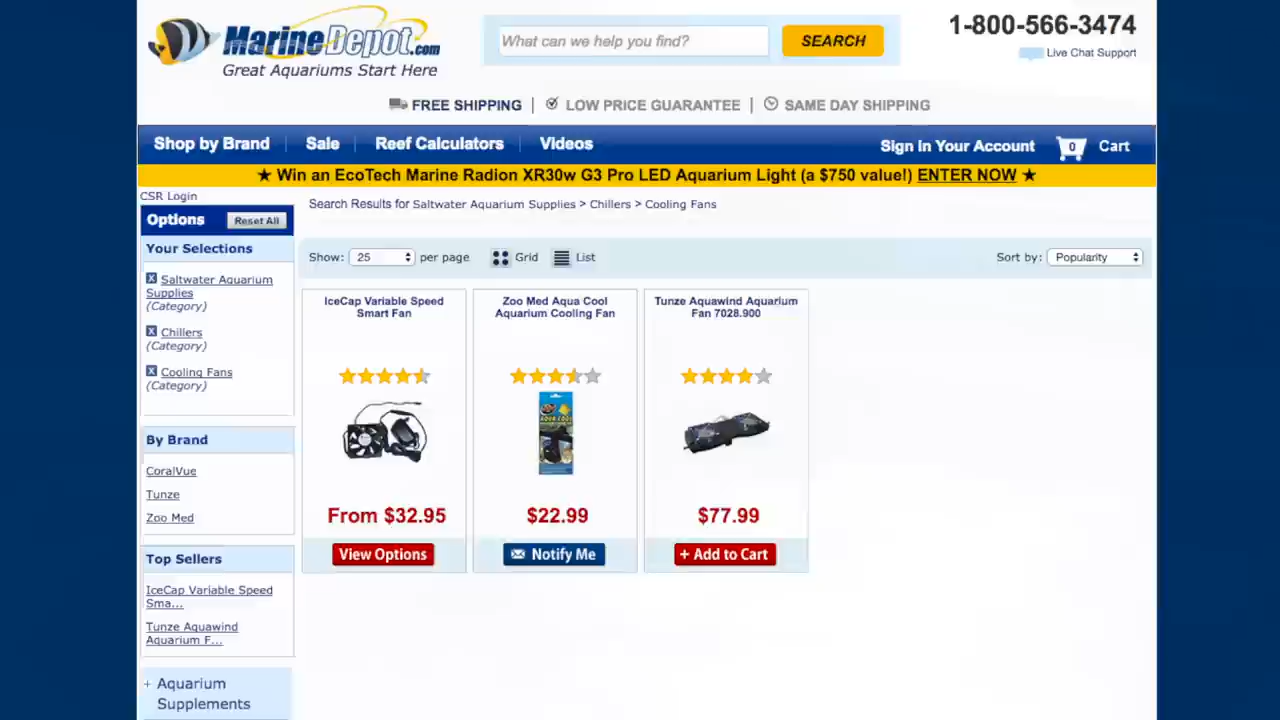 MarineDepot.com
Great Aquariums Start Here
What can we help you find?
SEARCH
1-800-566-3474
Live Chat Support
FREE SHIPPING | LOW PRICE GUARANTEE | SAME DAY SHIPPING
Shop by Brand
Sale
Reef Calculators
Videos
Sign In Your Account
0
Cart
★ Win an EcoTech Marine Radion XR30w G3 Pro LED Aquarium Light (a $750 value!) ENTER NOW ★
CSR Login
Options
Reset All
Your Selections
Saltwater Aquarium
Supplies
(Category)
Chillers
(Category)
Cooling Fans
(Category)
By Brand
CoralVue
Tunze
Zoo Med
Top Sellers
IceCap Variable Speed
Sma...
Tunze Aquawind
Aquarium F...
+ Aquarium
Supplements
Search Results for Saltwater Aquarium Supplies > Chillers > Cooling Fans
Show: 25 per page
Grid
List
Sort by: Popularity
IceCap Variable Speed
Smart Fan
From $32.95
View Options
Zoo Med Aqua Cool
Aquarium Cooling Fan
AQUA COOL
$22.99
Notify Me
Tunze Aquawind Aquarium
Fan 7028.900
$77.99
+ Add to Cart